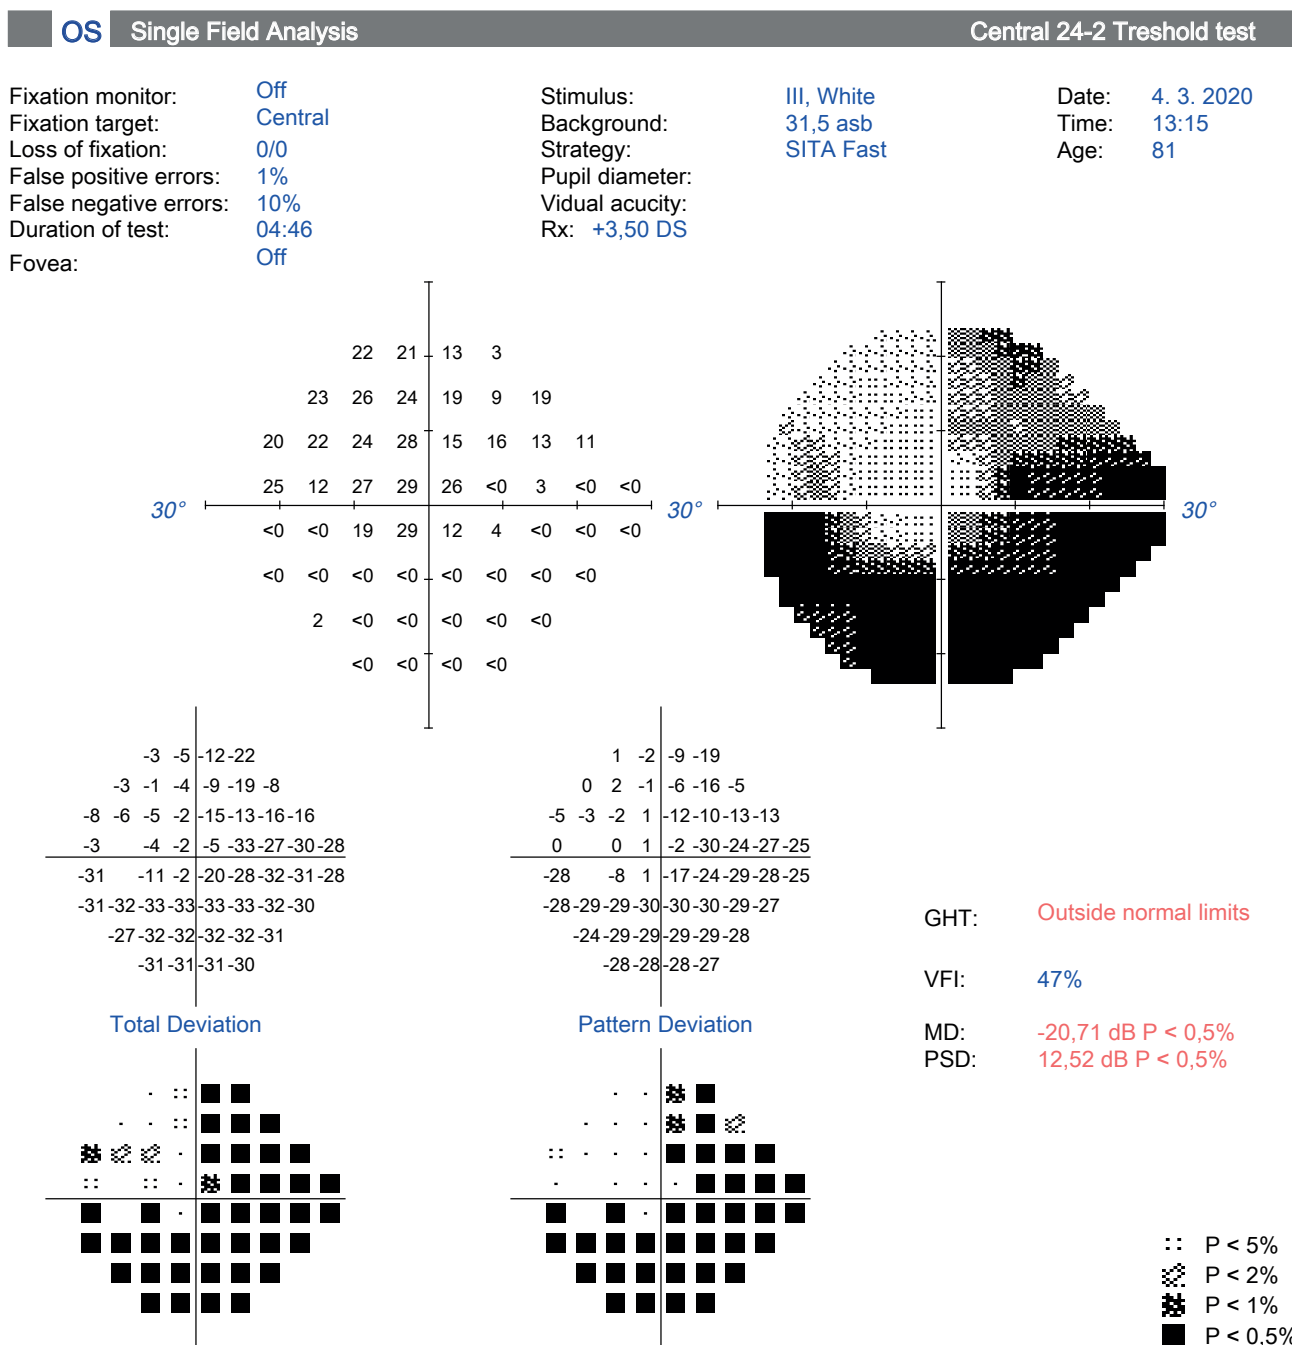 OS Single Field Analysis Central 24-2 Treshold test
Fixation monitor: Off Stimulus: III, White Date: 4. 3. 2020
Fixation target: Central Background: 31,5 asb Time: 13:15
Loss of fixation: 0/0 Strategy: SITA Fast Age: 81
False positive errors: 1% Pupil diameter:
False negative errors: 10% Vidual acucity:
Duration of test: 04:46 Rx: +3,50 DS
Fovea: Off
22 21 13 3
23 26 24 19 9 19
20 22 24 28 15 16 13 11
25 12 27 29 26 <0 3 <0 <0
30° 30° 30°
<0 <0 19 29 12 4 <0 <0 <0
<0 <0 <0 <0 <0 <0 <0 <0
2 <0 <0 <0 <0 <0
<0 <0 <0 <0
-3 -5 -12 -22 1 -2 -9 -19
-3 -1 -4 -9 -19 -8 0 2 -1 -6 -16 -5
-8 -6 -5 -2 -15 -13 -16 -16 -5 -3 -2 1 -12 -10 -13 -13
-3 -4 -2 -5 -33 -27 -30 -28 0 0 1 -2 -30 -24 -27 -25
-31 -11 -2 -20 -28 -32 -31 -28 -28 -8 1 -17 -24 -29 -28 -25
-31 -32 -33 -33 -33 -33 -32 -30 -28 -29 -29 -30 -30 -30 -29 -27
-27 -32 -32 -32 -32 -31 -24 -29 -29 -29 -29 -28
-31 -31 -31 -30 -28 -28 -28 -27
GHT: Outside normal limits
VFI: 47%
Total Deviation Pattern Deviation
MD: -20,71 dB P < 0,5%
PSD: 12,52 dB P < 0,5%
P < 5%
P < 2%
P < 1%
P < 0,5%